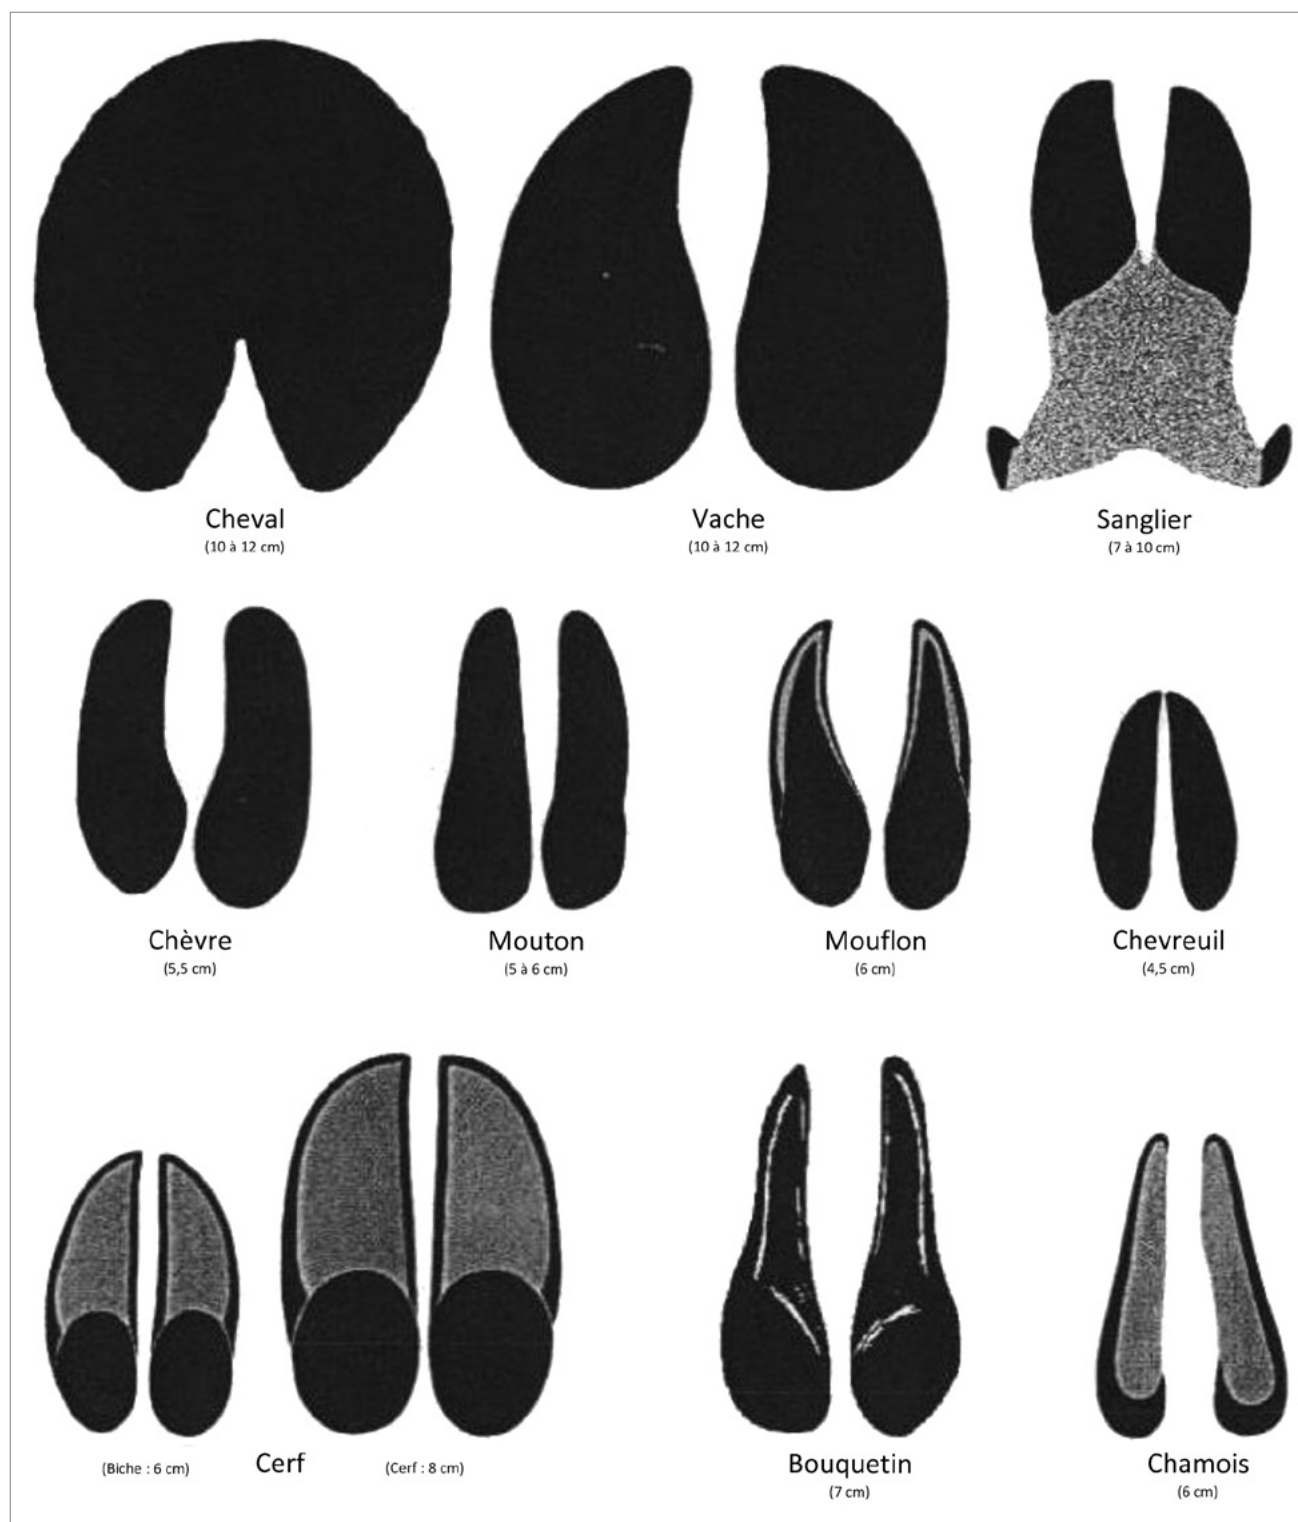 Cheval
(10 à 12 cm)
Vache
(10 à 12 cm)
Sanglier
(7 à 10 cm)
Chèvre
(5,5 cm)
Mouton
(5 à 6 cm)
Mouflon
(6 cm)
Chevreuil
(4,5 cm)
(Biche : 6 cm)
Cerf
(Cerf : 8 cm)
Bouquetin
(7 cm)
Chamois
(6 cm)